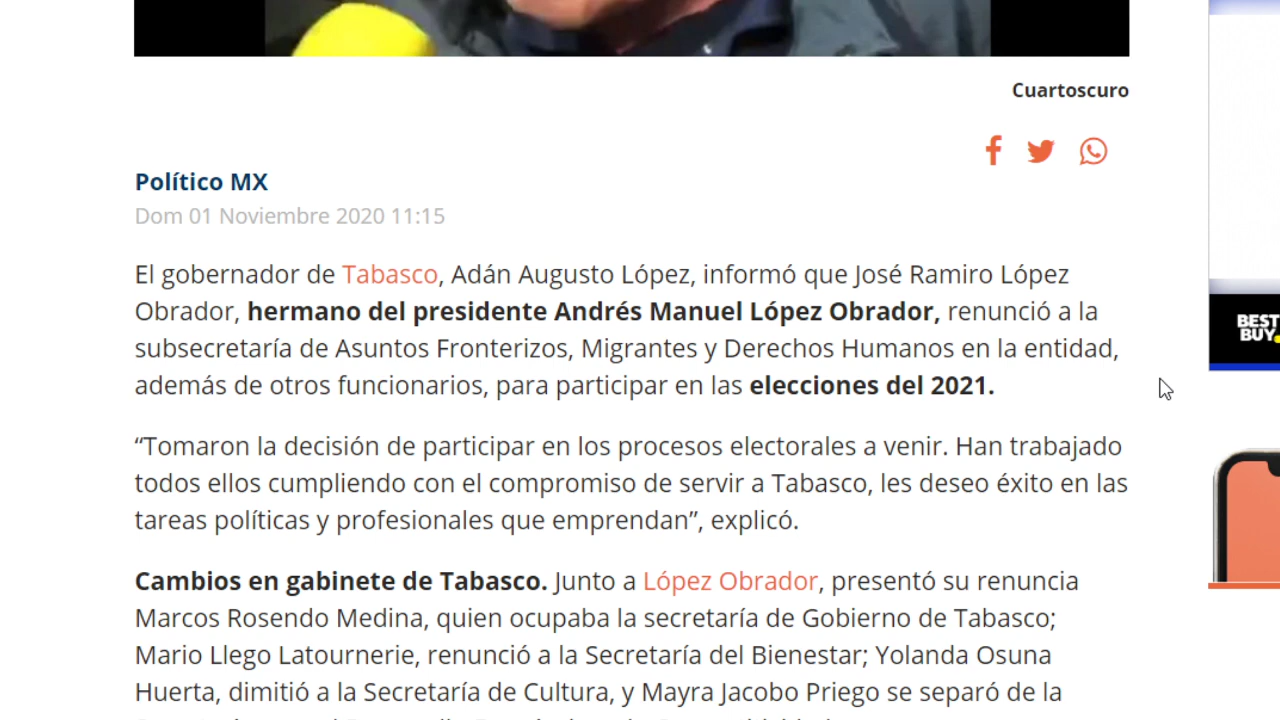 Cuartoscuro
Político MX
Dom 01 Noviembre 2020 11:15
El gobernador de Tabasco, Adán Augusto López, informó que José Ramiro López
Obrador, hermano del presidente Andrés Manuel López Obrador, renunció a la
subsecretaría de Asuntos Fronterizos, Migrantes y Derechos Humanos en la entidad,
además de otros funcionarios, para participar en las elecciones del 2021.
BEST
BUY
“Tomaron la decisión de participar en los procesos electorales a venir. Han trabajado
todos ellos cumpliendo con el compromiso de servir a Tabasco, les deseo éxito en las
tareas políticas y profesionales que emprendan”, explicó.
Cambios en gabinete de Tabasco. Junto a López Obrador, presentó su renuncia
Marcos Rosendo Medina, quien ocupaba la secretaría de Gobierno de Tabasco;
Mario Llego Latournerie, renunció a la Secretaría del Bienestar; Yolanda Osuna
Huerta, dimitió a la Secretaría de Cultura, y Mayra Jacobo Priego se separó de la